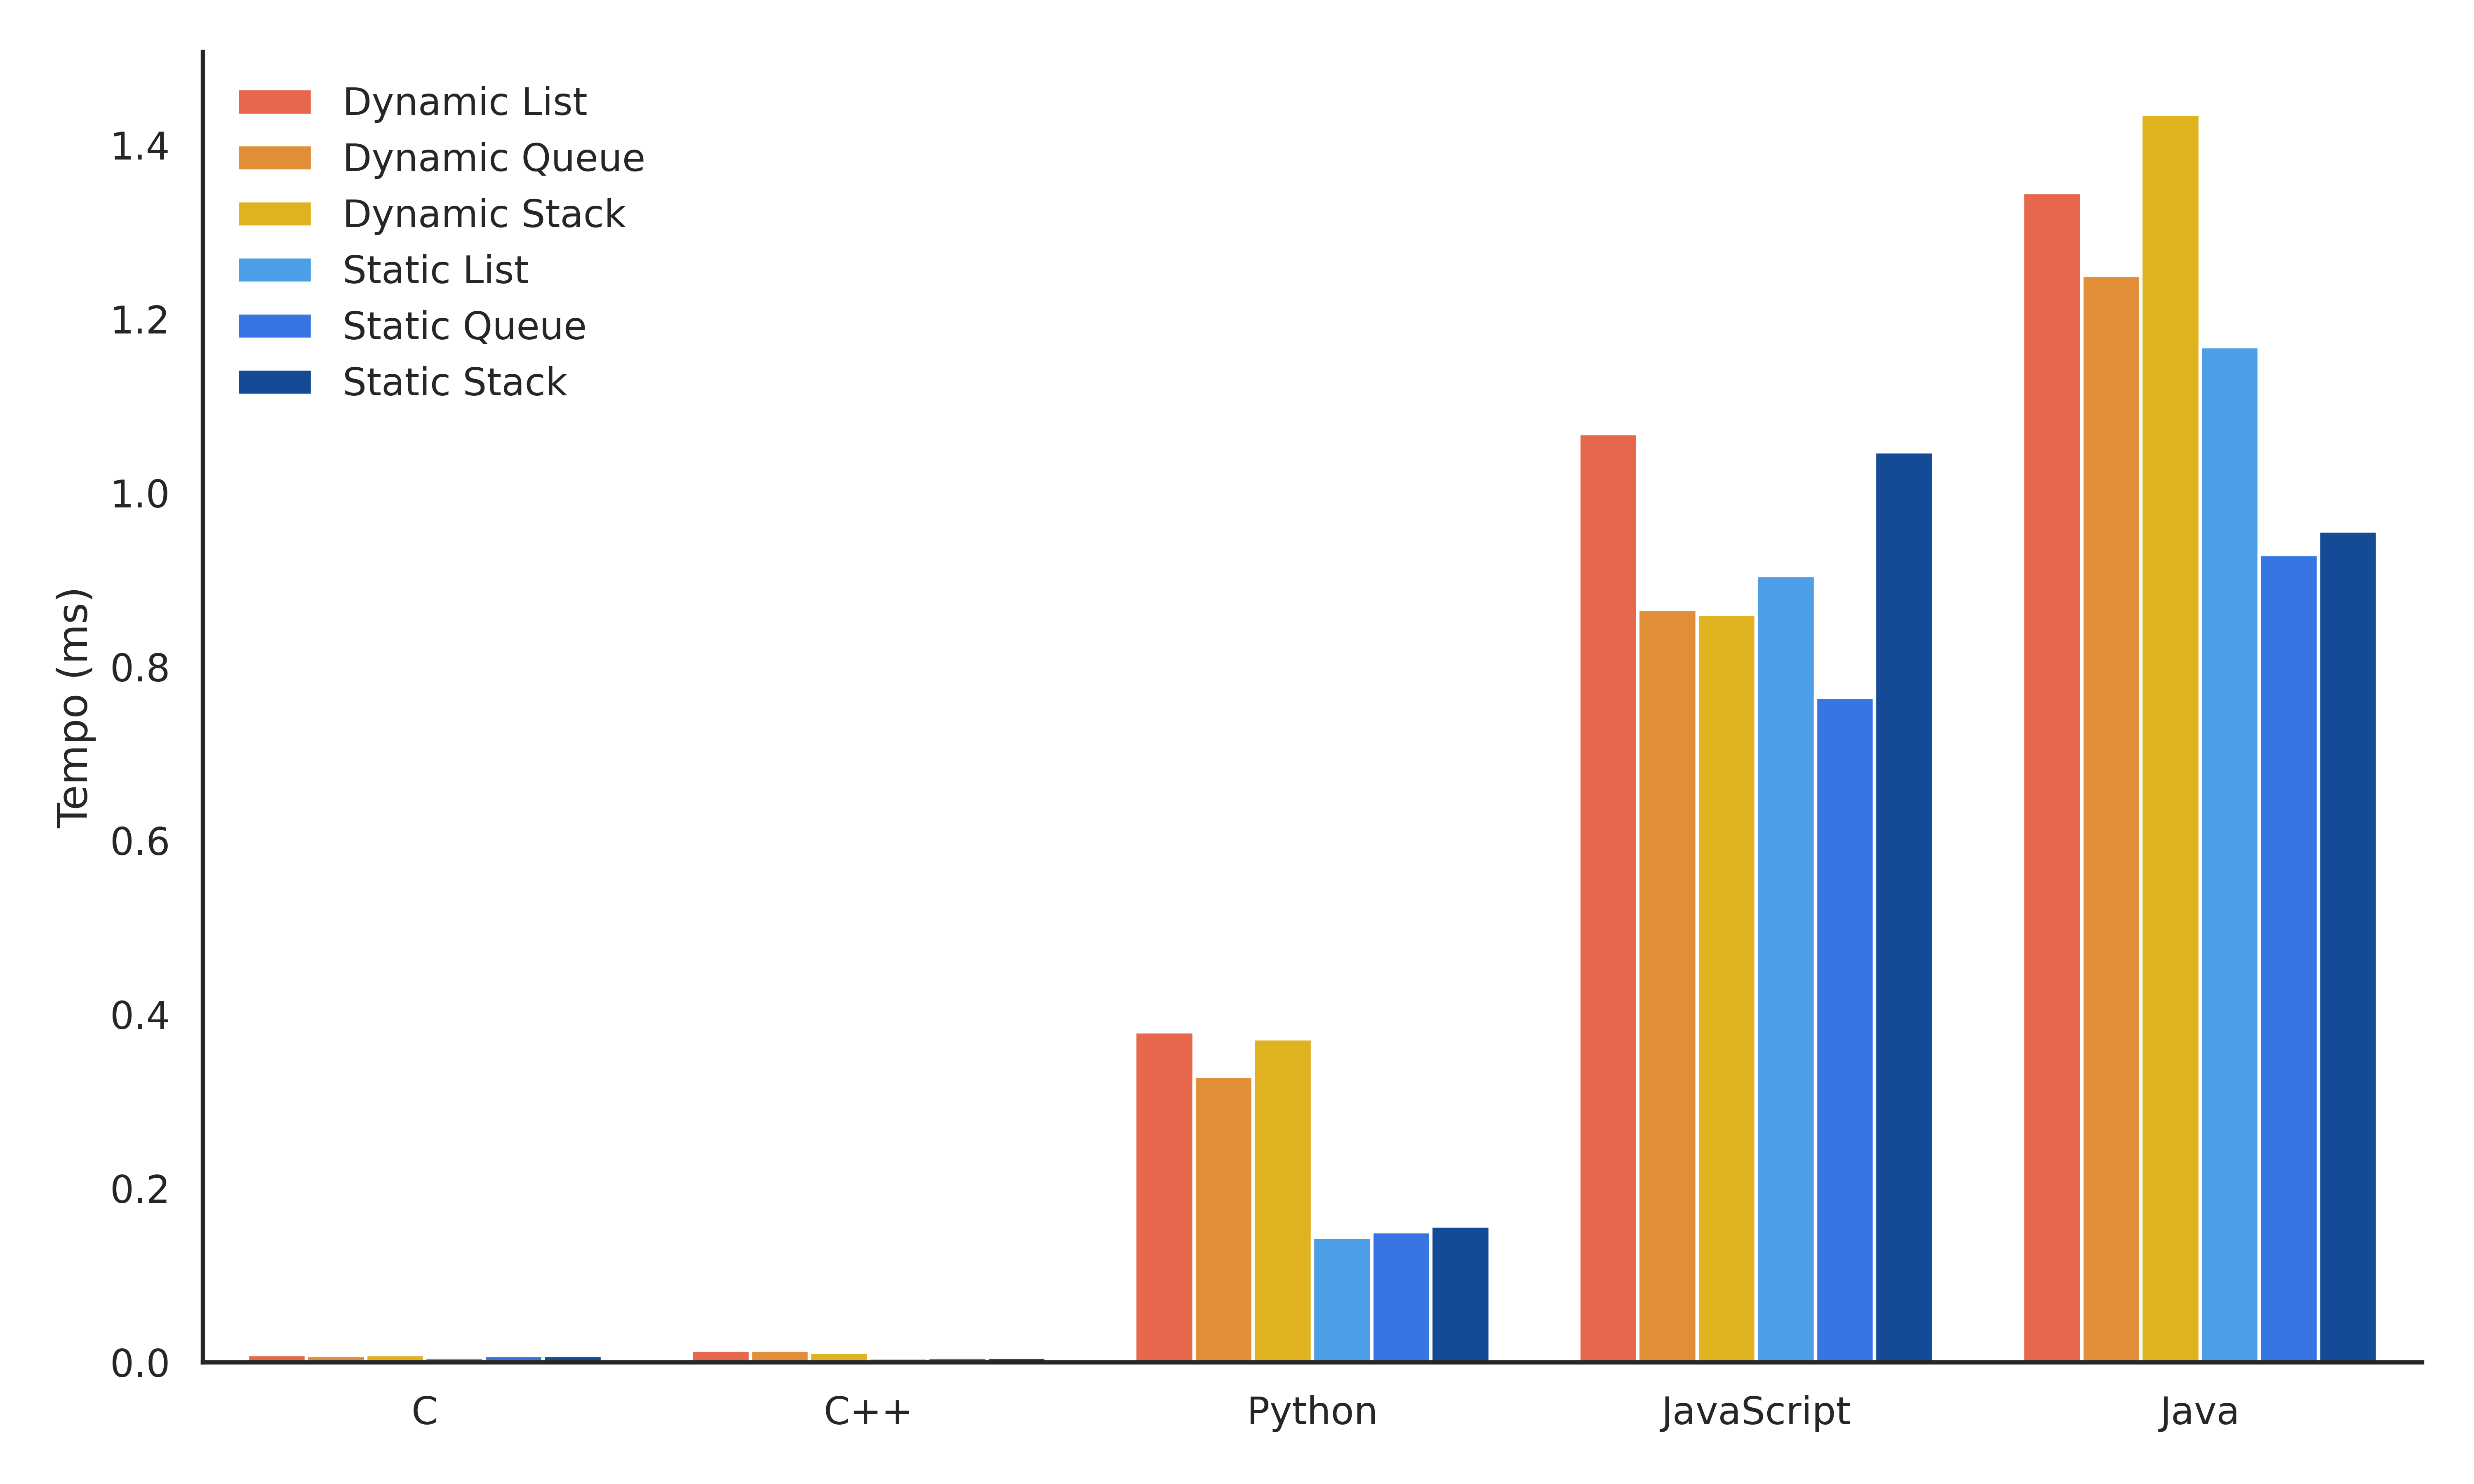 Dynamic List
Dynamic Queue
Dynamic Stack
Static List
Static Queue
Static Stack
Tempo (ms)
1.4
1.2
1.0
0.8
0.6
0.4
0.2
0.0
C
C++
Python
JavaScript
Java